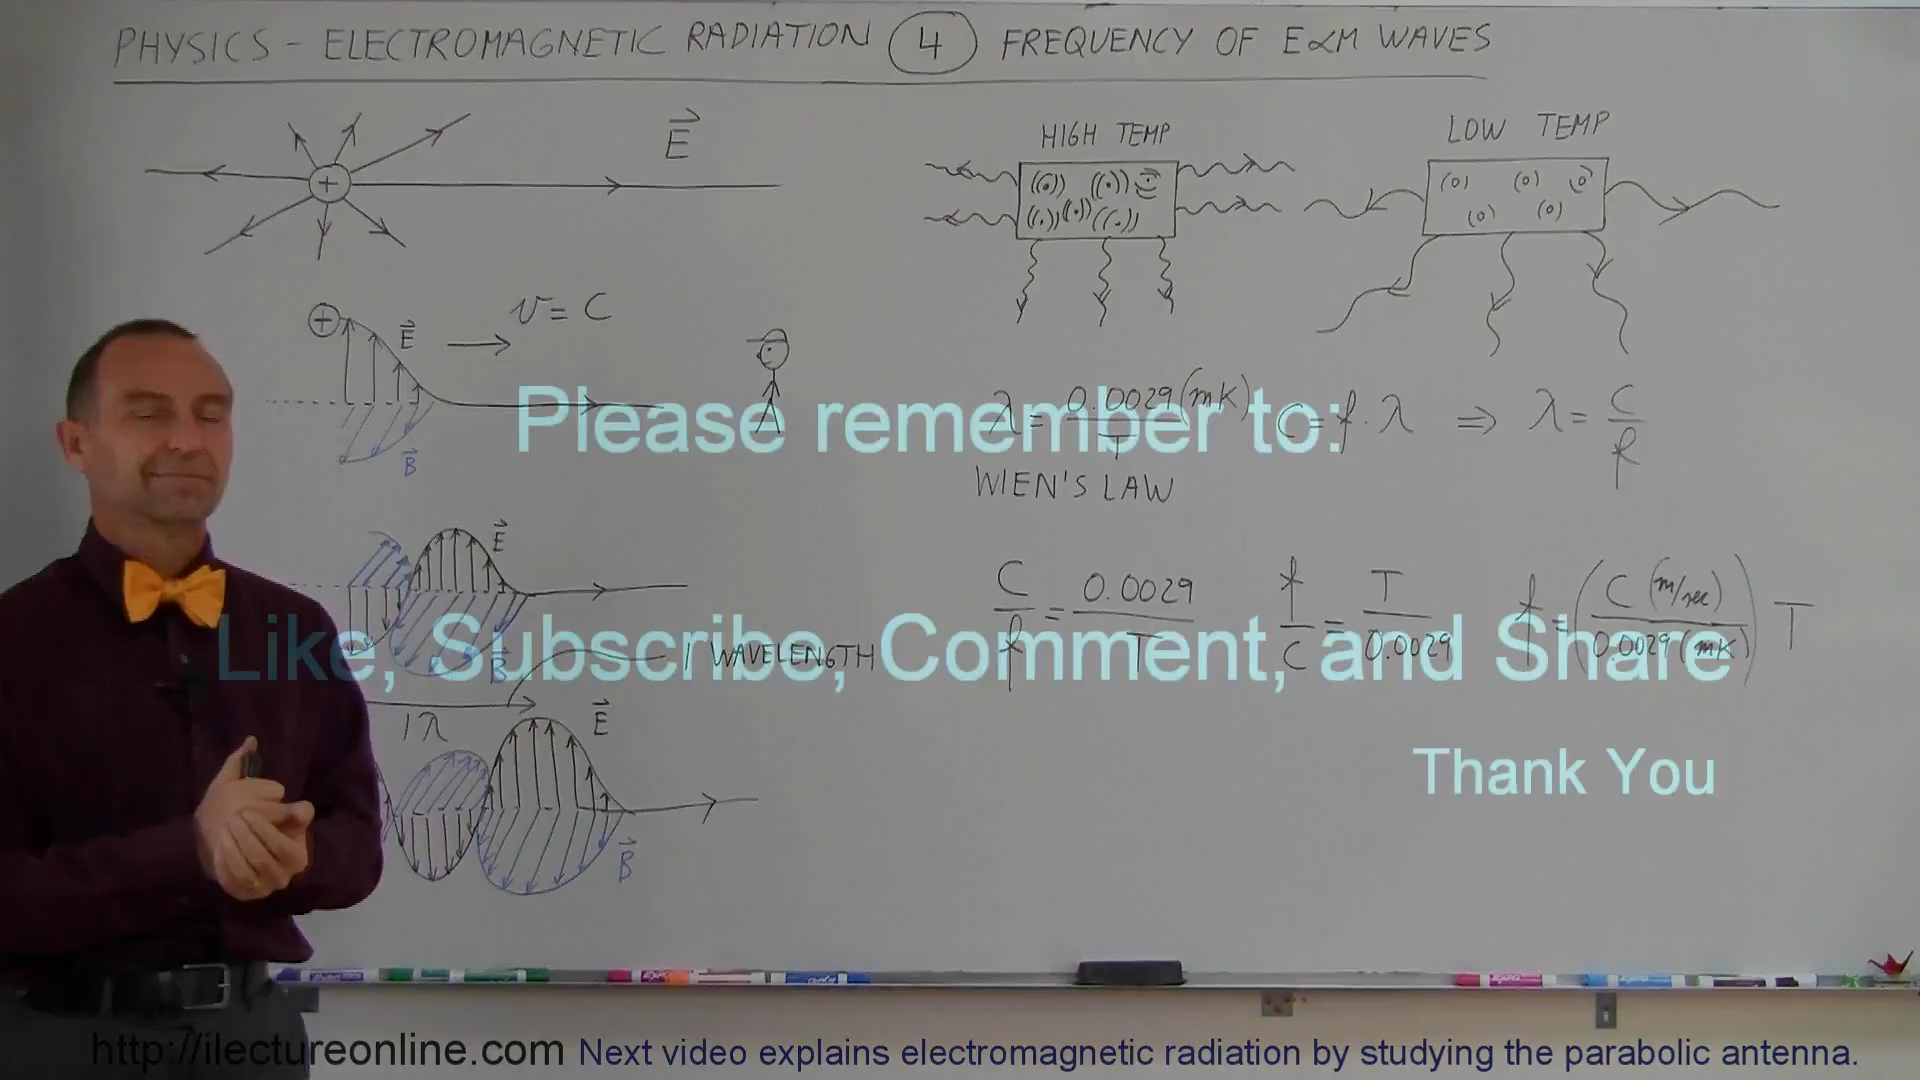 PHYSICS - ELECTROMAGNETIC RADIATION 4 FREQUENCY OF E&M WAVES
E
HIGH TEMP
LOW TEMP
v = C
E
B
λ = 0.0029 (mK) / T
C = f · λ ⇒ λ = C / f
Please remember to:
WIEN'S LAW
E
B
C / f = 0.0029 / T
f / C = T / 0.0029
f = ( C (m/sec) / 0.0029 (mK) ) T
1 WAVELENGTH
Like, Subscribe, Comment, and Share
1 λ
E
B
Thank You
http://ilectureonline.com Next video explains electromagnetic radiation by studying the parabolic antenna.